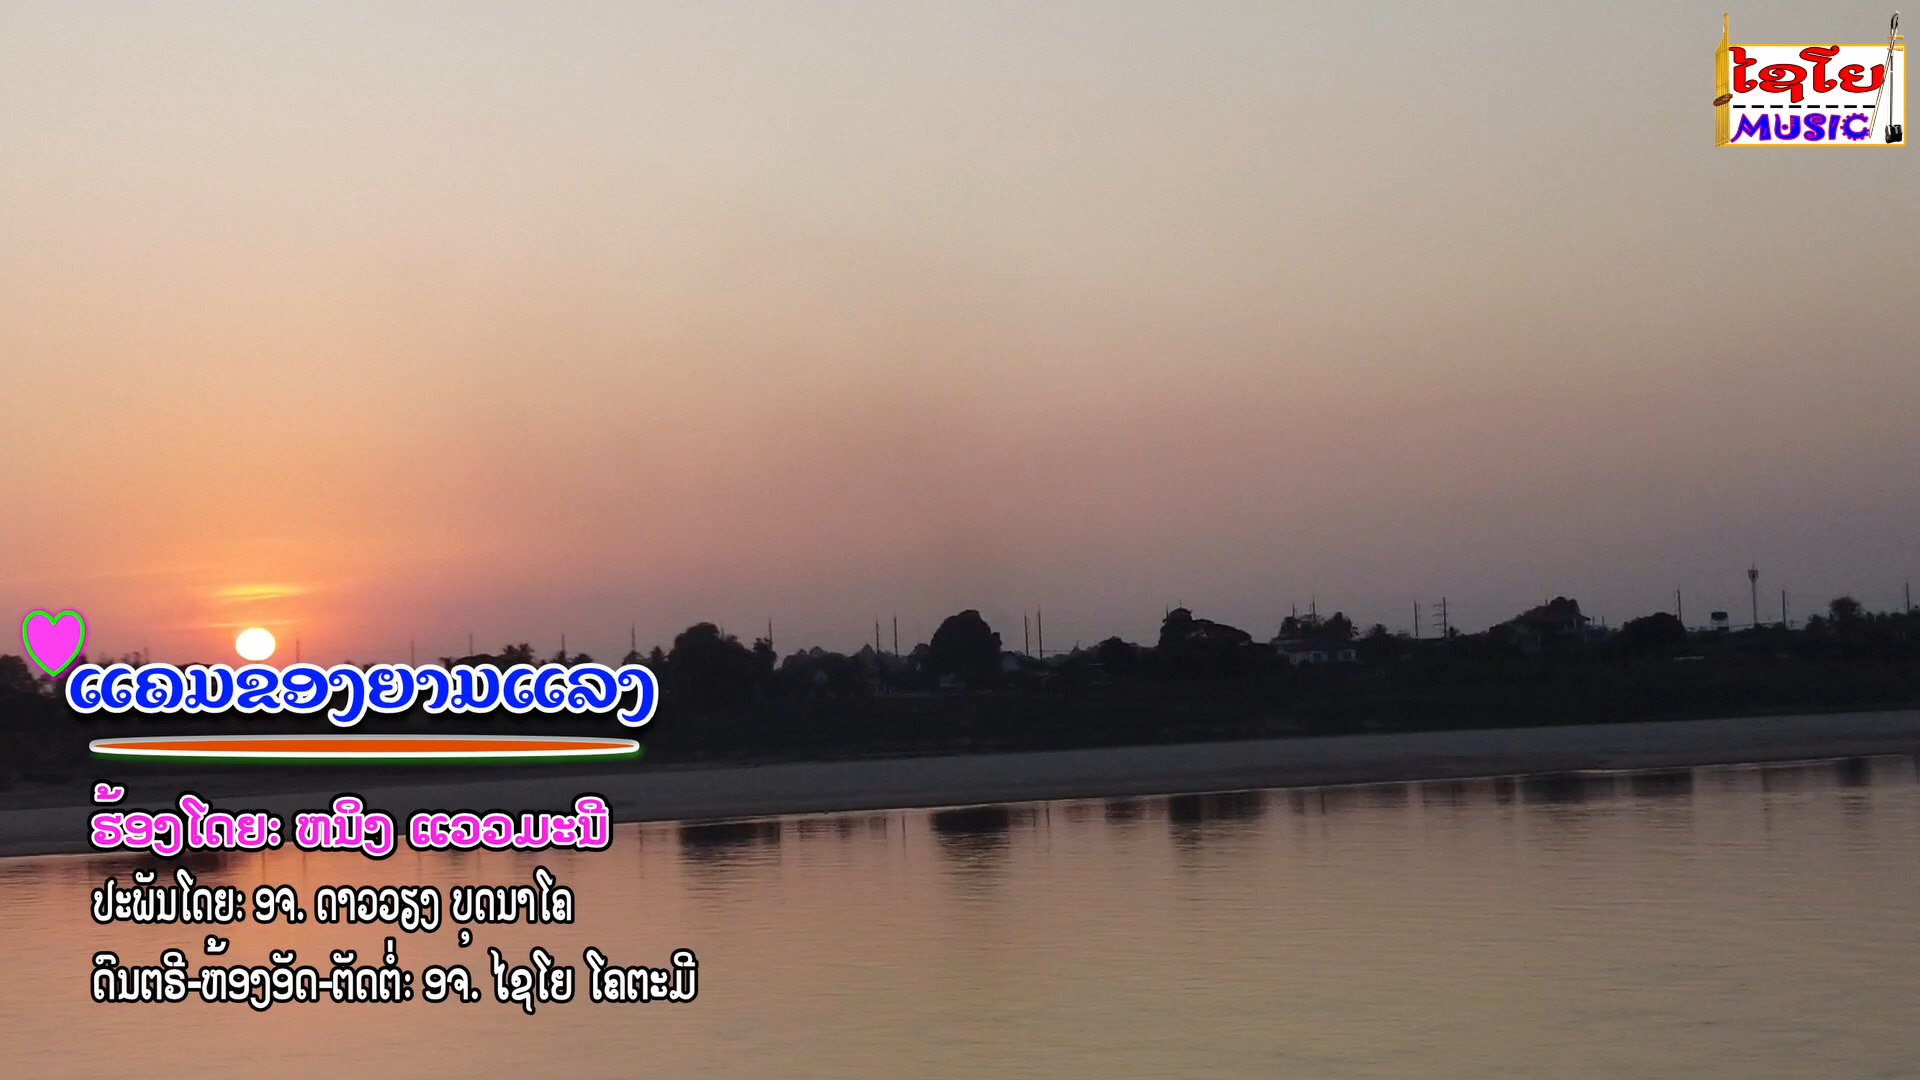 ໄຊໂຍ
MUSIC
ແຄມຂອງຍາມແລງ
ຮ້ອງໂດຍ: ຫນິງ ແວວມະນີ
ປະພັນໂດຍ: ອຈ. ດາວວຽງ ບຸດນາໂຄ
ດົນຕຣີ-ຫ້ອງອັດ-ຕັດຕໍ່: ອຈ. ໄຊໂຍ ໂຄຕະມີ